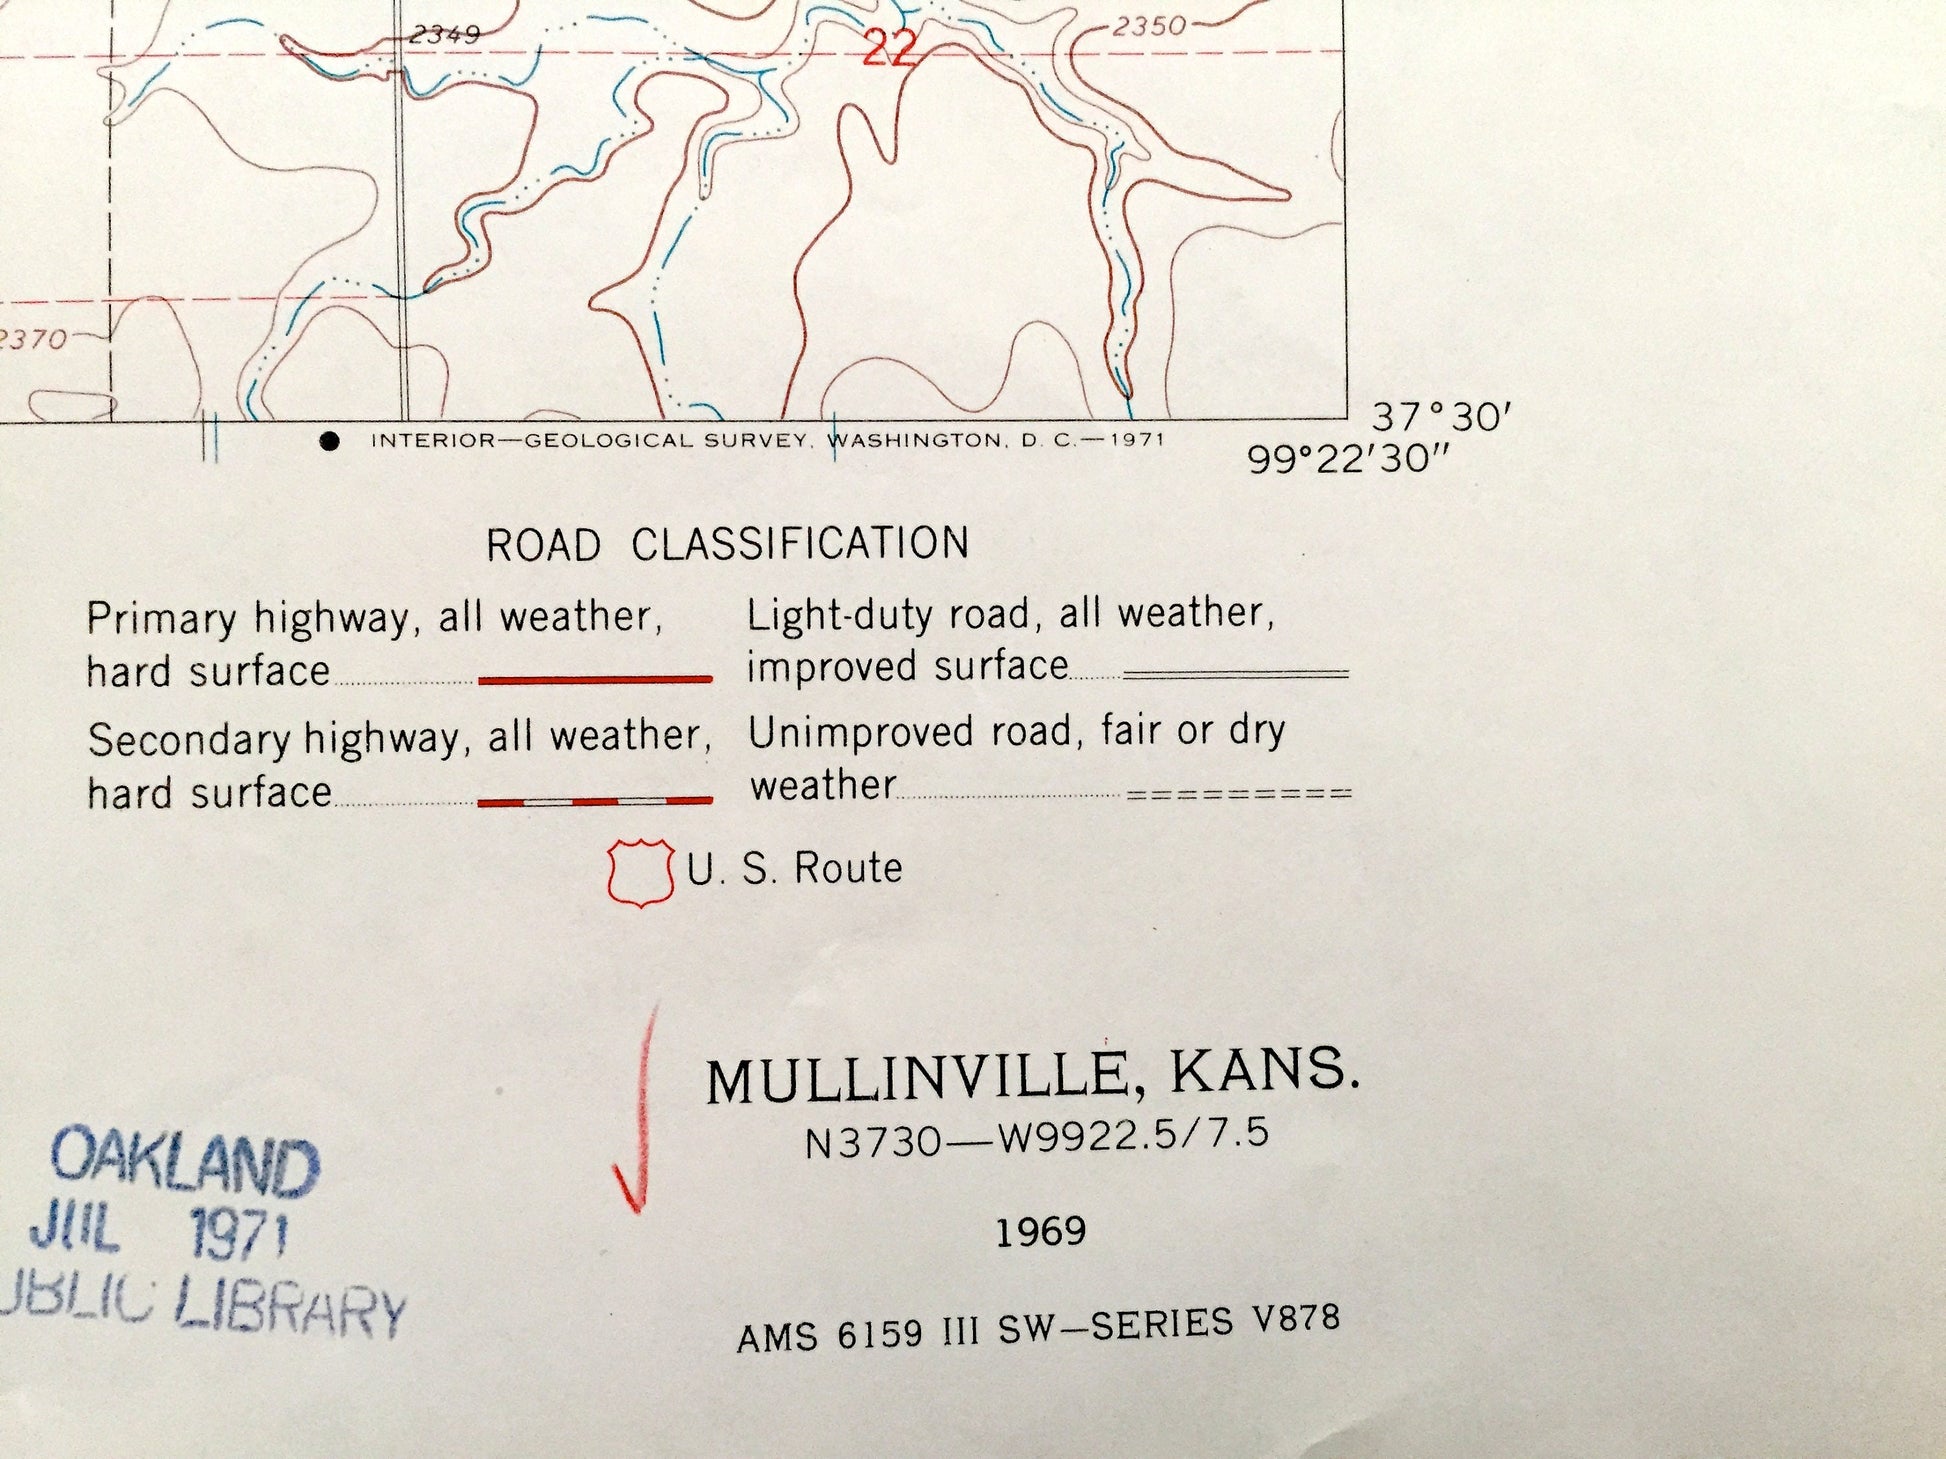 2349
22
2350
2370
INTERIOR—GEOLOGICAL SURVEY, WASHINGTON, D. C.—1971
37°30′
99°22′30″
ROAD CLASSIFICATION
Primary highway, all weather,
hard surface
Light-duty road, all weather,
improved surface
Secondary highway, all weather,
hard surface
Unimproved road, fair or dry
weather
U. S. Route
MULLINVILLE, KANS.
N3730—W9922.5/7.5
1969
AMS 6159 III SW—SERIES V878
OAKLAND
JUL 1971
UBLIC LIBRARY